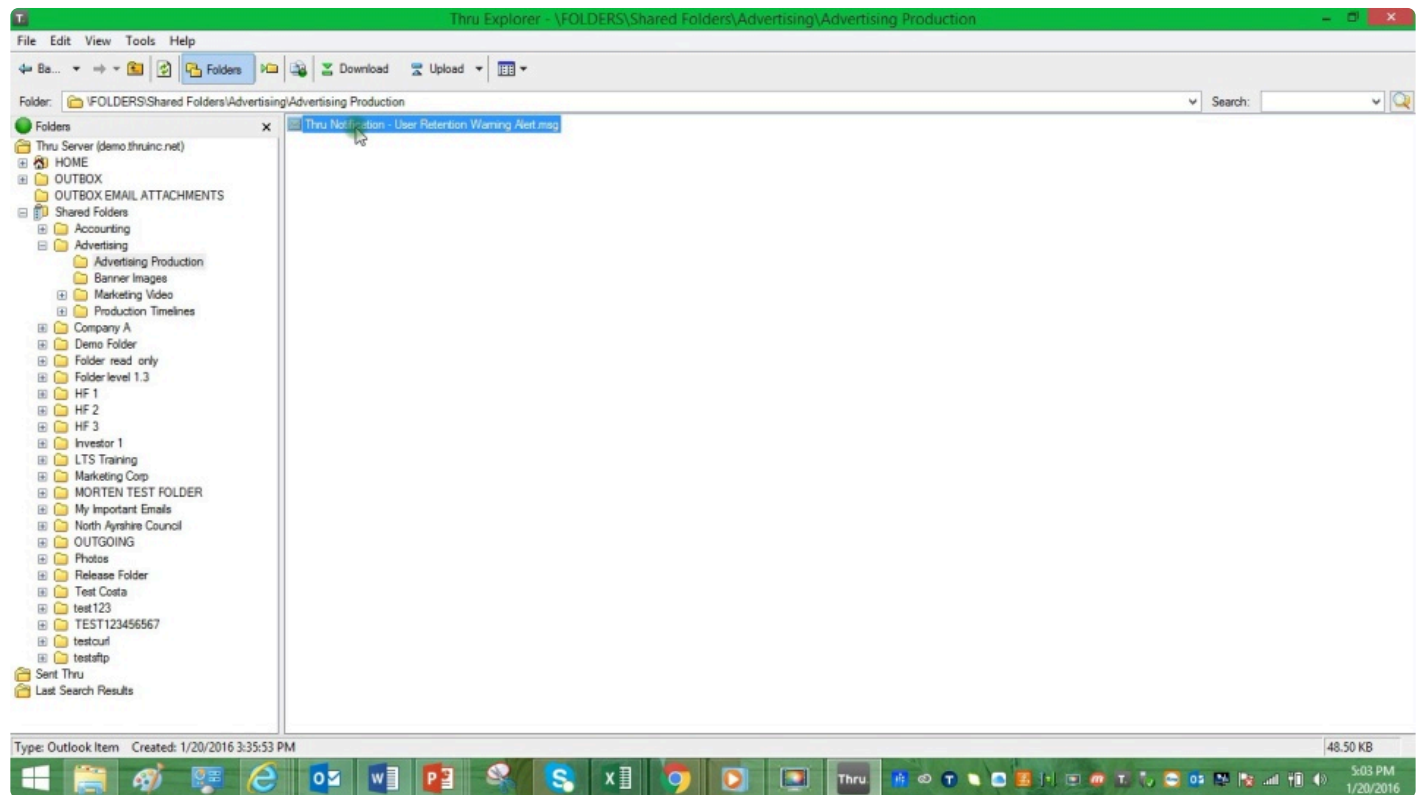 T
Thru Explorer - \FOLDERS\Shared Folders\Advertising\Advertising Production
File Edit View Tools Help
Ba... Folders Download Upload
Folder: \FOLDERS\Shared Folders\Advertising\Advertising Production Search:
Folders x
Thru Notification - User Retention Warning Alert.msg
Thru Server (demo.thruinc.net)
HOME
OUTBOX
OUTBOX EMAIL ATTACHMENTS
Shared Folders
Accounting
Advertising
Advertising Production
Banner Images
Marketing Video
Production Timelines
Company A
Demo Folder
Folder read only
Folder level 1.3
HF 1
HF 2
HF 3
Investor 1
LTS Training
Marketing Corp
MORTEN TEST FOLDER
My Important Emails
North Ayrshire Council
OUTGOING
Photos
Release Folder
Test Costa
test123
TEST123456567
testcurl
testsftp
Sent Thru
Last Search Results
Type: Outlook Item Created: 1/20/2016 3:35:53 PM 48.50 KB
Thru
5:03 PM
1/20/2016